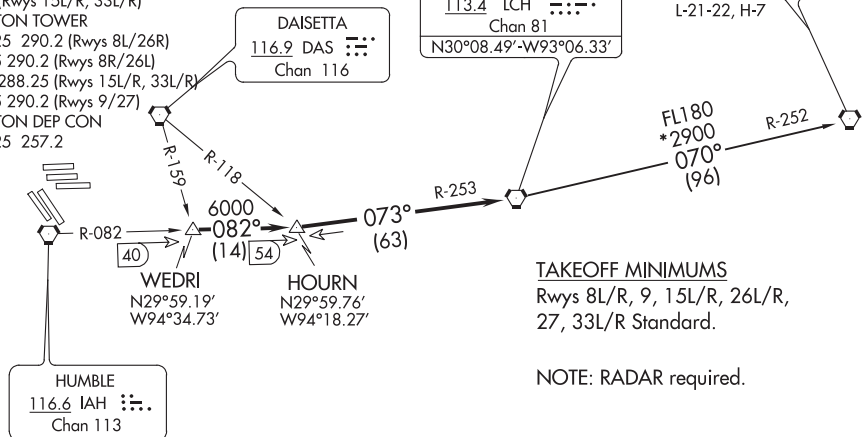 (Rwys 15L/R, 33L/R)
TON TOWER
25 290.2 (Rwys 8L/26R)
5 290.2 (Rwys 8R/26L)
288.25 (Rwys 15L/R, 33L/R)
5 290.2 (Rwys 9/27)
TON DEP CON
25 257.2
DAISETTA
116.9 DAS
Chan 116
113.4 LCH
Chan 81
N30°08.49′-W93°06.33′
L-21-22, H-7
R-159
R-118
R-082
40
6000
082°
(14)
54
073°
(63)
R-253
FL180
*2900
070°
(96)
R-252
WEDRI
N29°59.19′
W94°34.73′
HOURN
N29°59.76′
W94°18.27′
HUMBLE
116.6 IAH
Chan 113
TAKEOFF MINIMUMS
Rwys 8L/R, 9, 15L/R, 26L/R,
27, 33L/R Standard.
NOTE: RADAR required.